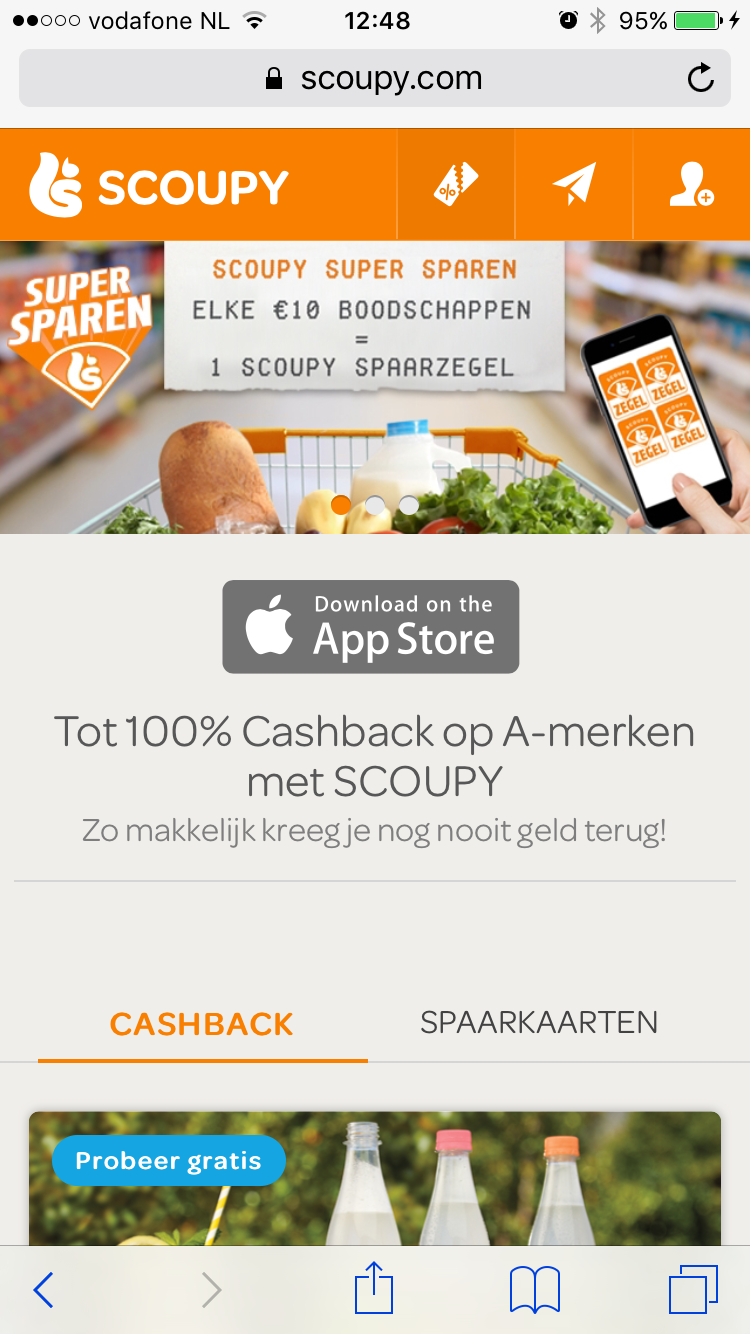 vodafone NL 12:48 95%
scoupy.com
SCOUPY
%
SUPER
SPAREN
SCOUPY SUPER SPAREN
ELKE €10 BOODSCHAPPEN
=
1 SCOUPY SPAARZEGEL
SCOUPY
ZEGEL
SCOUPY
ZEGEL
SCOUPY
ZEGEL
SCOUPY
ZEGEL
Download on the
App Store
Tot 100% Cashback op A-merken
met SCOUPY
Zo makkelijk kreeg je nog nooit geld terug!
CASHBACK SPAARKAARTEN
Probeer gratis